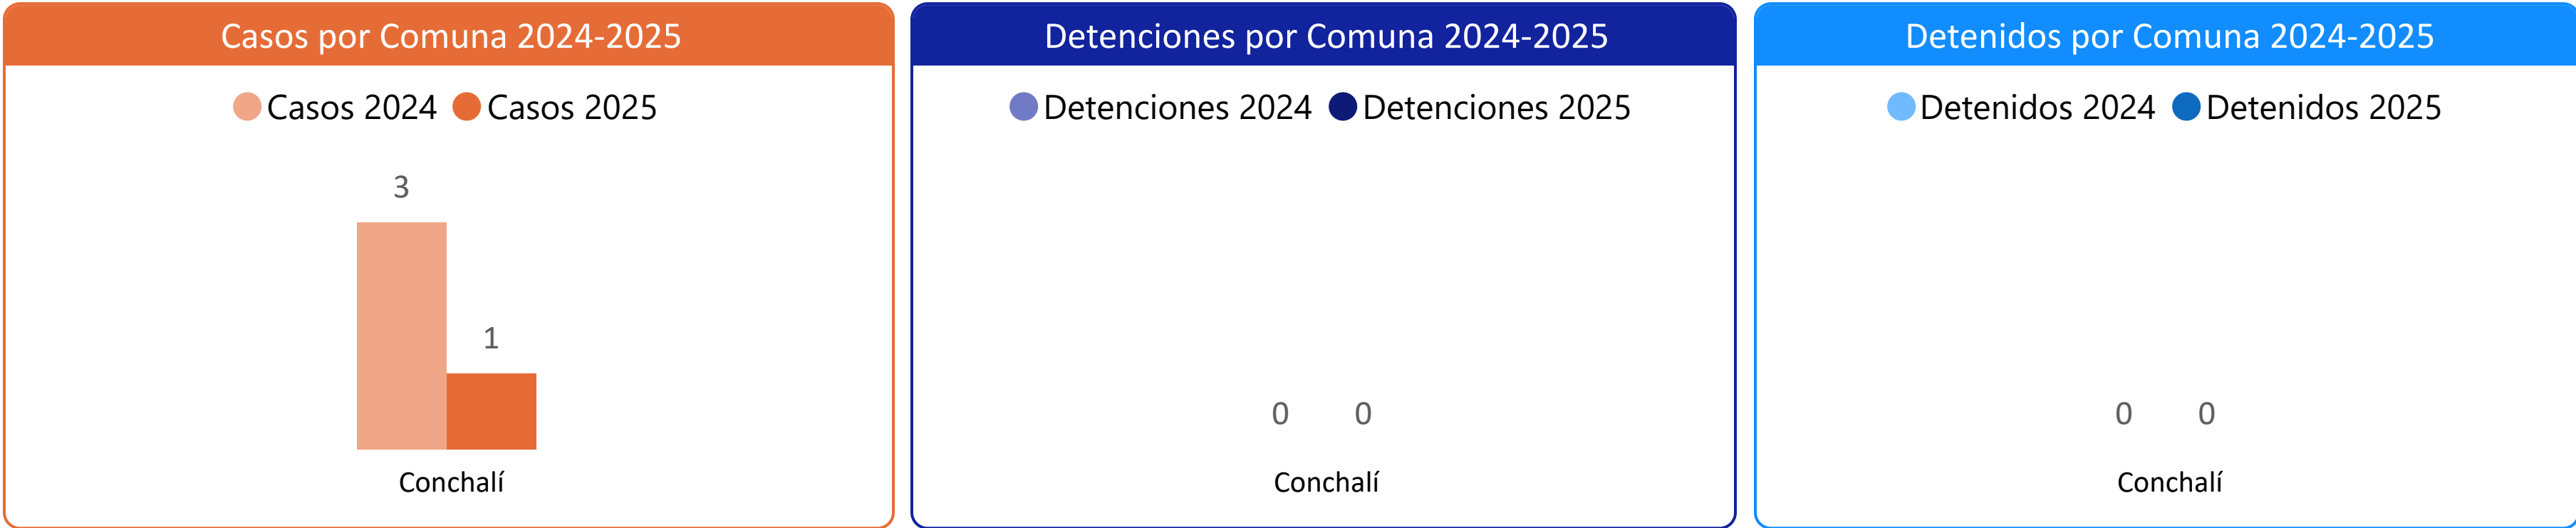 Casos por Comuna 2024-2025
Casos 2024 Casos 2025
3
1
Conchalí
Detenciones por Comuna 2024-2025
Detenciones 2024 Detenciones 2025
0 0
Conchalí
Detenidos por Comuna 2024-2025
Detenidos 2024 Detenidos 2025
0 0
Conchalí